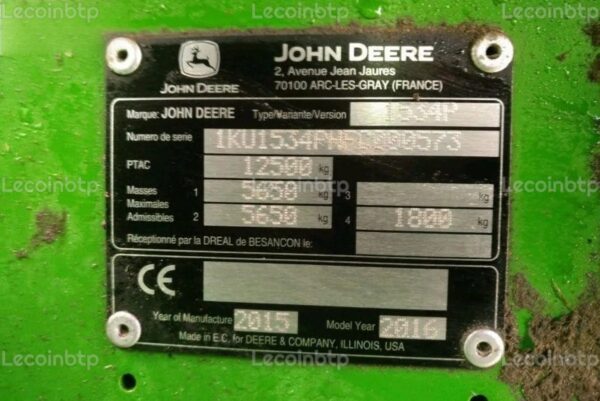 Lecoinbtp Lecoinbtp Lecoinbtp
JOHN DEERE
JOHN DEERE
2, Avenue Jean Jaures
70100 ARC-LES-GRAY (FRANCE)
Marque: JOHN DEERE Type/Variante/Version 1534P
Numero de serie
PTAC 12500 kg
Masses 1 5650 kg 3
Maximales
Admissibles 2 5650 kg 4 1800 kg
Réceptionné par la DREAL de BESANCON le:
CE
Year of Manufacture 2015 Model Year 2016
Made in E.C. for DEERE & COMPANY, ILLINOIS, USA
Lecoinbtp Lecoinbtp Lecoinbtp
Lecoinbtp Lecoinbtp Lecoinbtp